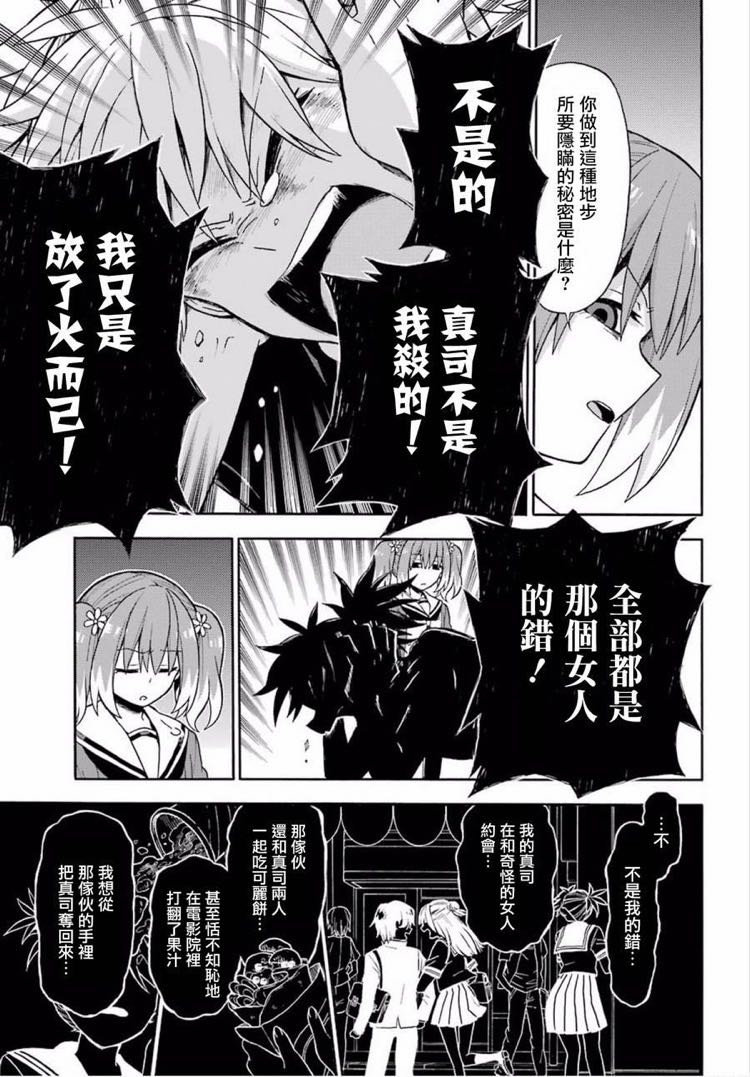 你做到這種地步
所要隱瞞的秘密是什麼？
不是的
真司不是
我殺的！
我只是
放了火而己！
全部都是
那個女人
的錯！
…不
不是我的錯…
我的真司
在和奇怪的女人
約會…
那傢伙
還和真司兩人
一起吃可麗餅
甚至恬不知恥地
在電影院裡
打翻了果汁
我想從
那傢伙的手裡
把真司奪回來…